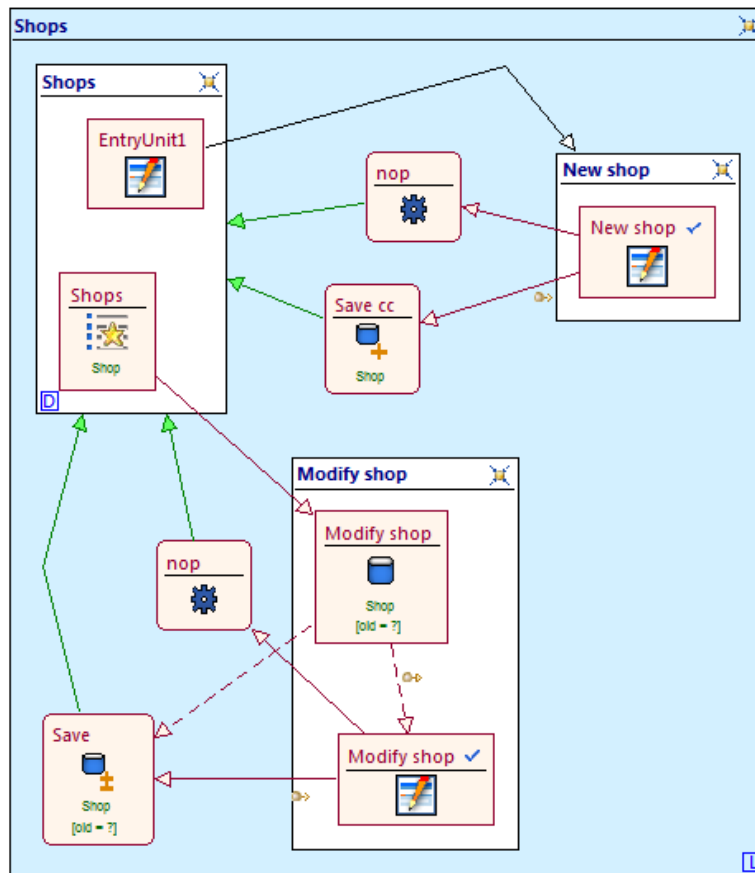 Shops
Shops
EntryUnit1
nop
New shop
New shop
Shops
Shop
Save cc
Shop
D
Modify shop
Modify shop
Shop
[old = ?]
nop
Save
Shop
[old = ?]
Modify shop
L